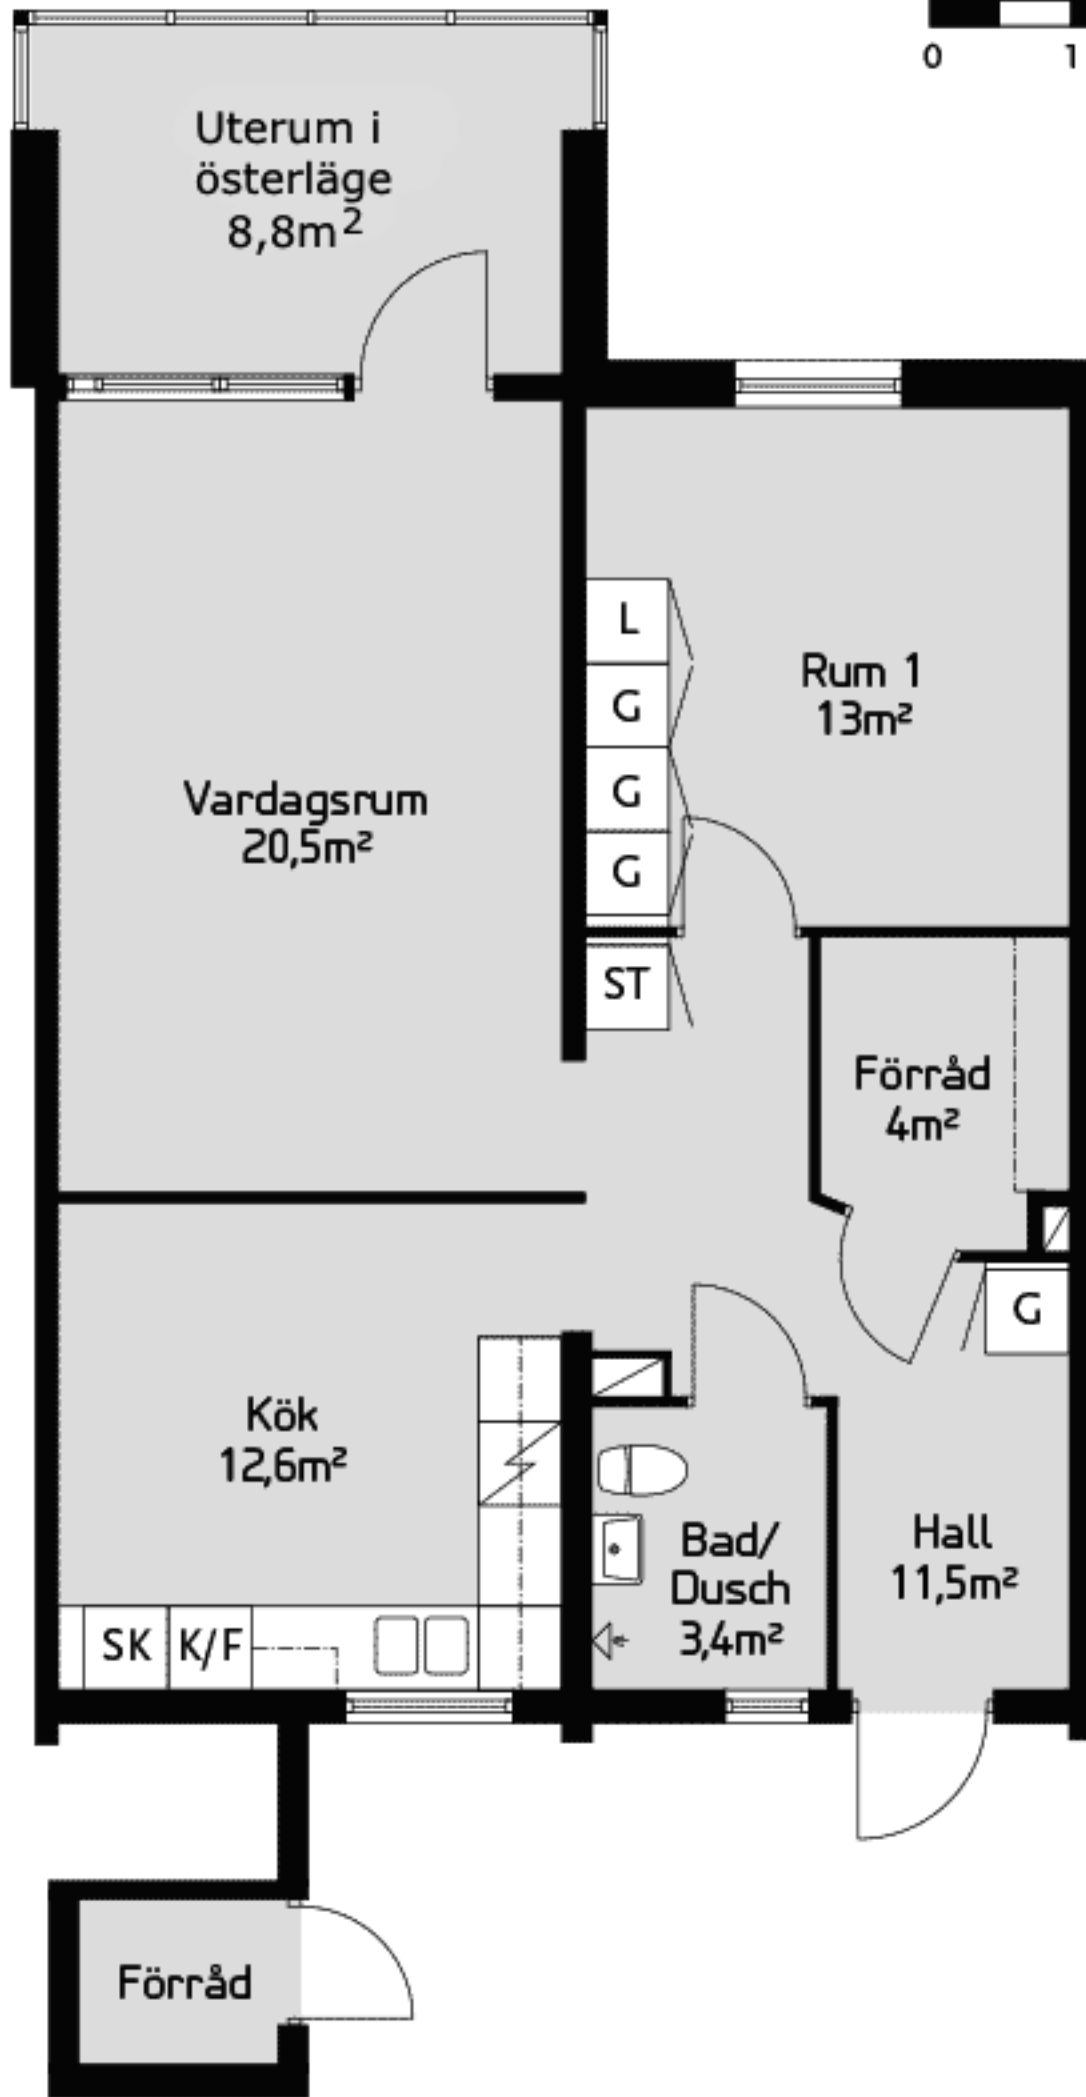 0 1
Uterum i
österläge
8,8m²
L
G
G
G
Rum 1
13m²
Vardagsrum
20,5m²
ST
Förråd
4m²
G
Kök
12,6m²
Bad/
Dusch
3,4m²
Hall
11,5m²
SK K/F
Förråd